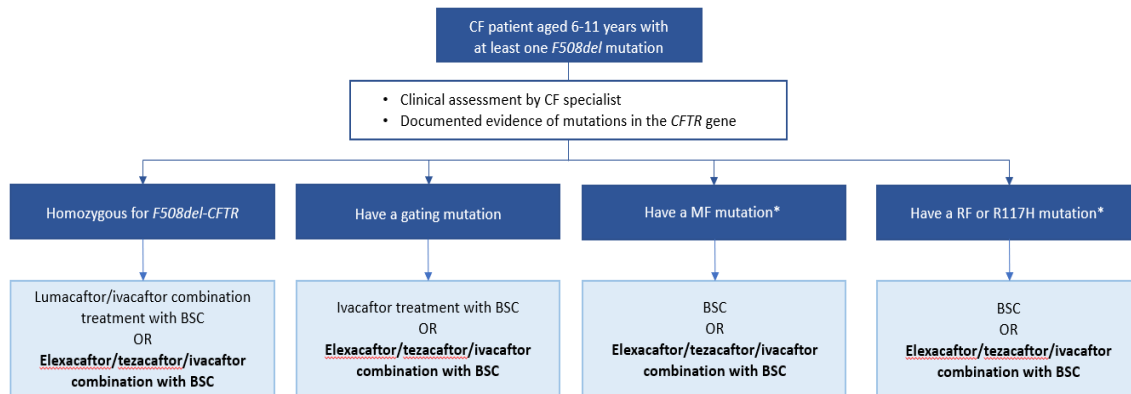 CF patient aged 6-11 years with
at least one F508del mutation
• Clinical assessment by CF specialist
• Documented evidence of mutations in the CFTR gene
Homozygous for F508del-CFTR
Have a gating mutation
Have a MF mutation*
Have a RF or R117H mutation*
Lumacaftor/ivacaftor combination
treatment with BSC
OR
Elexacaftor/tezacaftor/ivacaftor
combination with BSC
Ivacaftor treatment with BSC
OR
Elexacaftor/tezacaftor/ivacaftor
combination with BSC
BSC
OR
Elexacaftor/tezacaftor/ivacaftor
combination with BSC
BSC
OR
Elexacaftor/tezacaftor/ivacaftor
combination with BSC